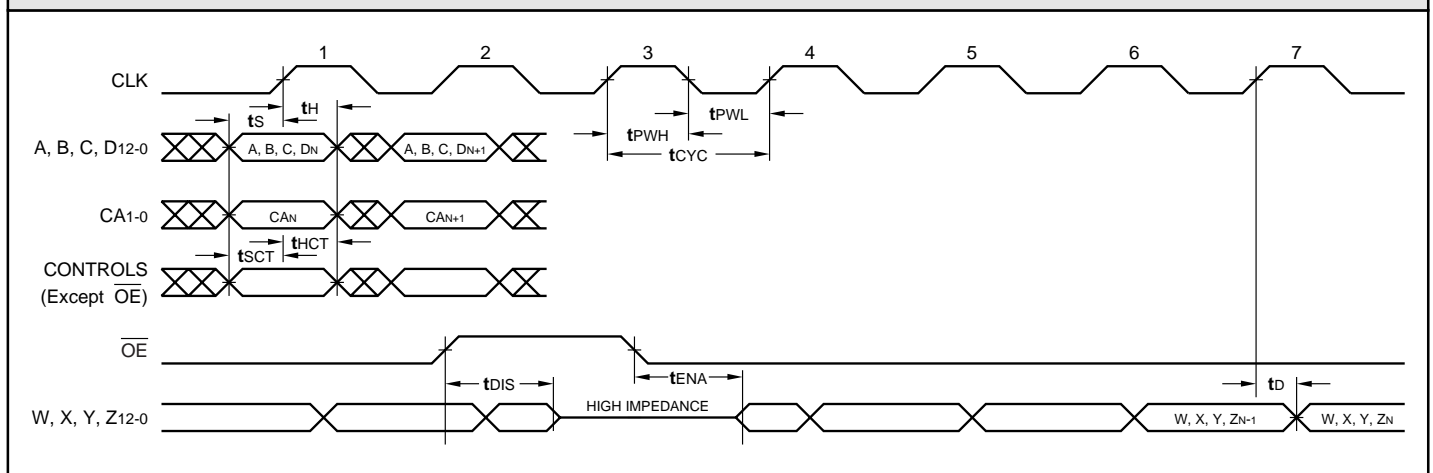 1 2 3 4 5 6 7
CLK
tS tH
tPWH tPWL
tCYC
A, B, C, D12-0 A, B, C, DN A, B, C, DN+1
CA1-0 CAN CAN+1
tSCT tHCT
CONTROLS
(Except OE)
OE
tDIS tENA tD
W, X, Y, Z12-0 HIGH IMPEDANCE W, X, Y, ZN-1 W, X, Y, ZN